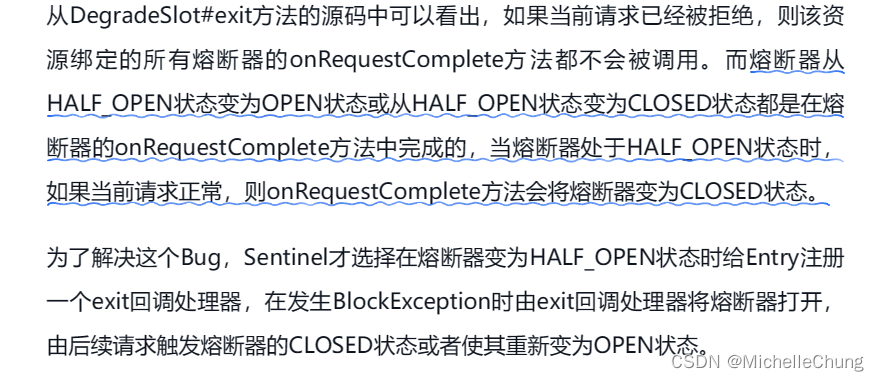 从DegradeSlot#exit方法的源码中可以看出，如果当前请求已经被拒绝，则该资
源绑定的所有熔断器的onRequestComplete方法都不会被调用。而熔断器从
HALF_OPEN状态变为OPEN状态或从HALF_OPEN状态变为CLOSED状态都是在熔
断器的onRequestComplete方法中完成的，当熔断器处于HALF_OPEN状态时，
如果当前请求正常，则onRequestComplete方法会将熔断器变为CLOSED状态。
为了解决这个Bug，Sentinel才选择在熔断器变为HALF_OPEN状态时给Entry注册
一个exit回调处理器，在发生BlockException时由exit回调处理器将熔断器打开，
由后续请求触发熔断器的CLOSED状态或者使其重新变为OPEN状态。
CSDN @MichelleChung